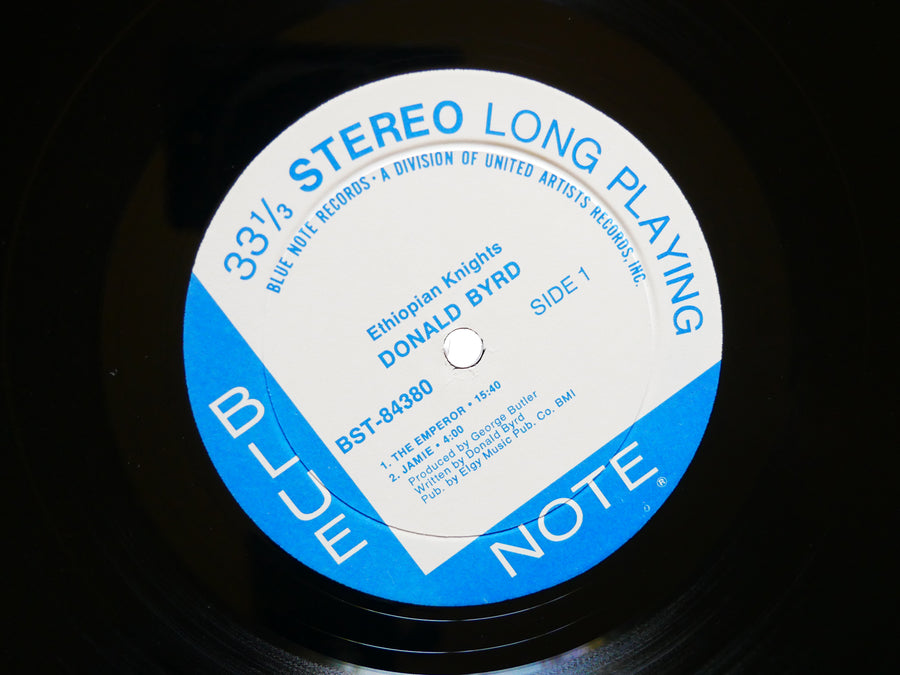 33⅓ STEREO LONG PLAYING
BLUE NOTE RECORDS • A DIVISION OF UNITED ARTISTS RECORDS, INC.
Ethiopian Knights
DONALD BYRD
SIDE 1
BST-84380
1. THE EMPEROR • 15:40
2. JAMIE • 4:00
Produced by George Butler
Written by Donald Byrd
Pub. by Elgy Music Pub. Co. BMI
BLUE
NOTE
®